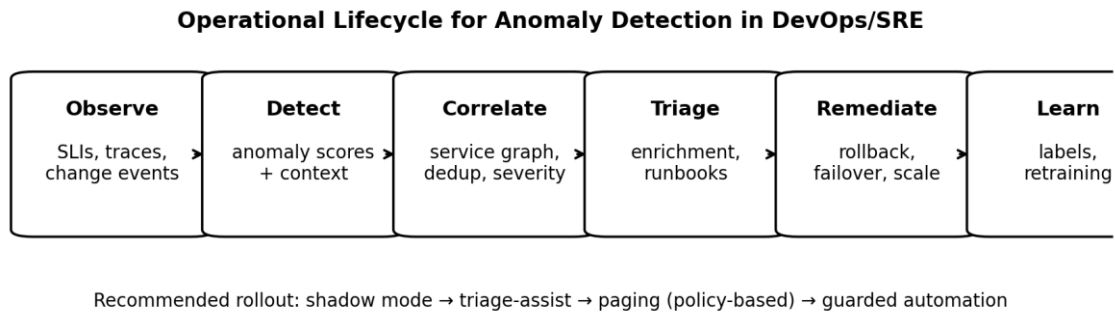 Operational Lifecycle for Anomaly Detection in DevOps/SRE
Observe
SLIs, traces,
change events
Detect
anomaly scores
+ context
Correlate
service graph,
dedup, severity
Triage
enrichment,
runbooks
Remediate
rollback,
failover, scale
Learn
labels,
retraining
Recommended rollout: shadow mode → triage-assist → paging (policy-based) → guarded automation